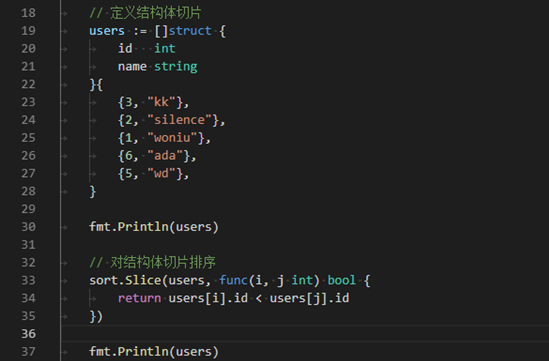 18 // 定义结构体切片
19 users := []struct {
20 id   int
21 name string
22 }{
23 {3, "kk"},
24 {2, "silence"},
25 {1, "woniu"},
26 {6, "ada"},
27 {5, "wd"},
28 }
29
30 fmt.Println(users)
31
32 // 对结构体切片排序
33 sort.Slice(users, func(i, j int) bool {
34 return users[i].id < users[j].id
35 })
36
37 fmt.Println(users)